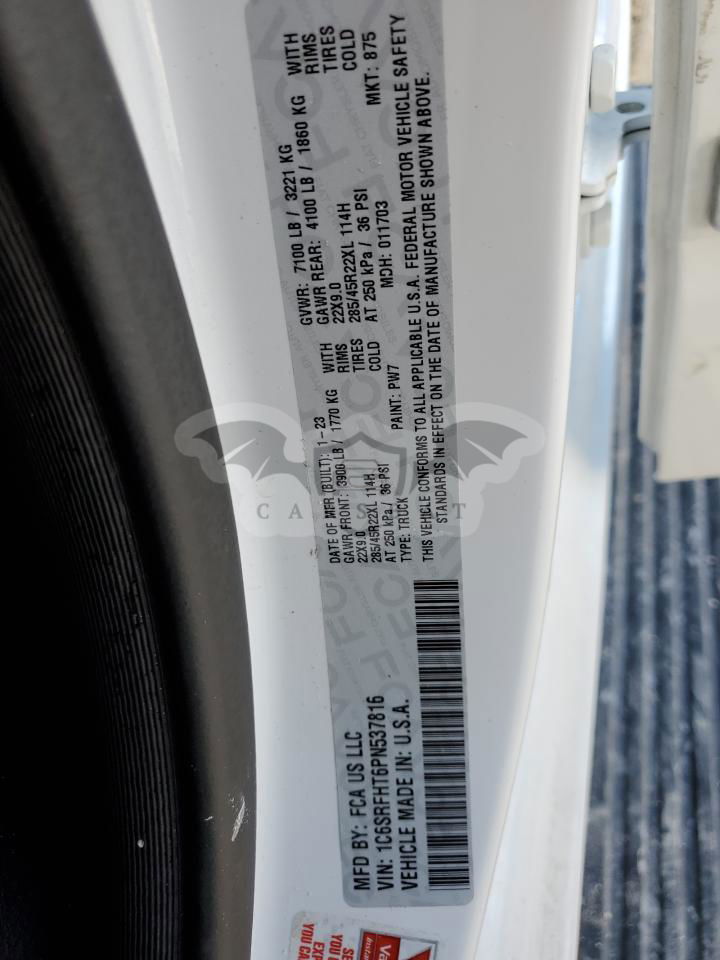 MFD BY: FCA US LLC
VIN: 1C6SRFHT6PN537816
VEHICLE MADE IN: U.S.A.
DATE OF MFR (BUILT): 1-23
GVWR: 7100 LB / 3221 KG
GAWR FRONT: 3900 LB / 1770 KG WITH
22X9.0 RIMS
285/45R22XL 114H TIRES
AT 250 kPa / 36 PSI COLD
GAWR REAR: 4100 LB / 1860 KG WITH
22X9.0 RIMS
285/45R22XL 114H TIRES
AT 250 kPa / 36 PSI COLD
TYPE: TRUCK PAINT: PW7 MDH: 011703 MKT: 875
THIS VEHICLE CONFORMS TO ALL APPLICABLE U.S.A. FEDERAL MOTOR VEHICLE SAFETY
STANDARDS IN EFFECT ON THE DATE OF MANUFACTURE SHOWN ABOVE.